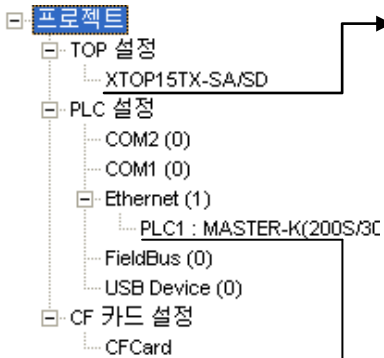 프로젝트
TOP 설정
XTOP15TX-SA/SD
PLC 설정
COM2 (0)
COM1 (0)
Ethernet (1)
PLC1 : MASTER-K(200S/30
FieldBus (0)
USB Device (0)
CF 카드 설정
CFCard